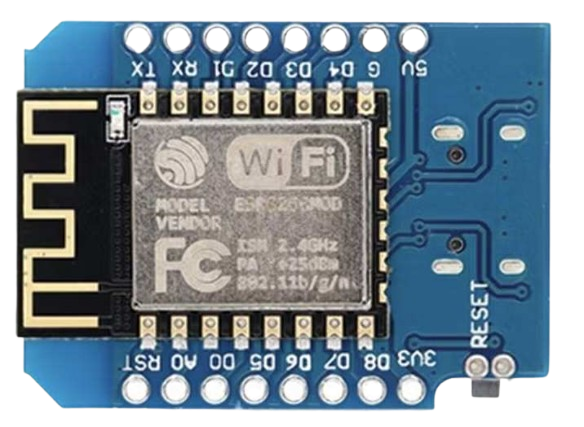 TX RX D1 D2 D3 D4 G 5V
WiFi
MODEL
VENDOR
ISM 2.4GHz
PA +25dBm
802.11b/g/n
FC
RST A0 D0 D5 D6 D7 D8 3V3
RESET